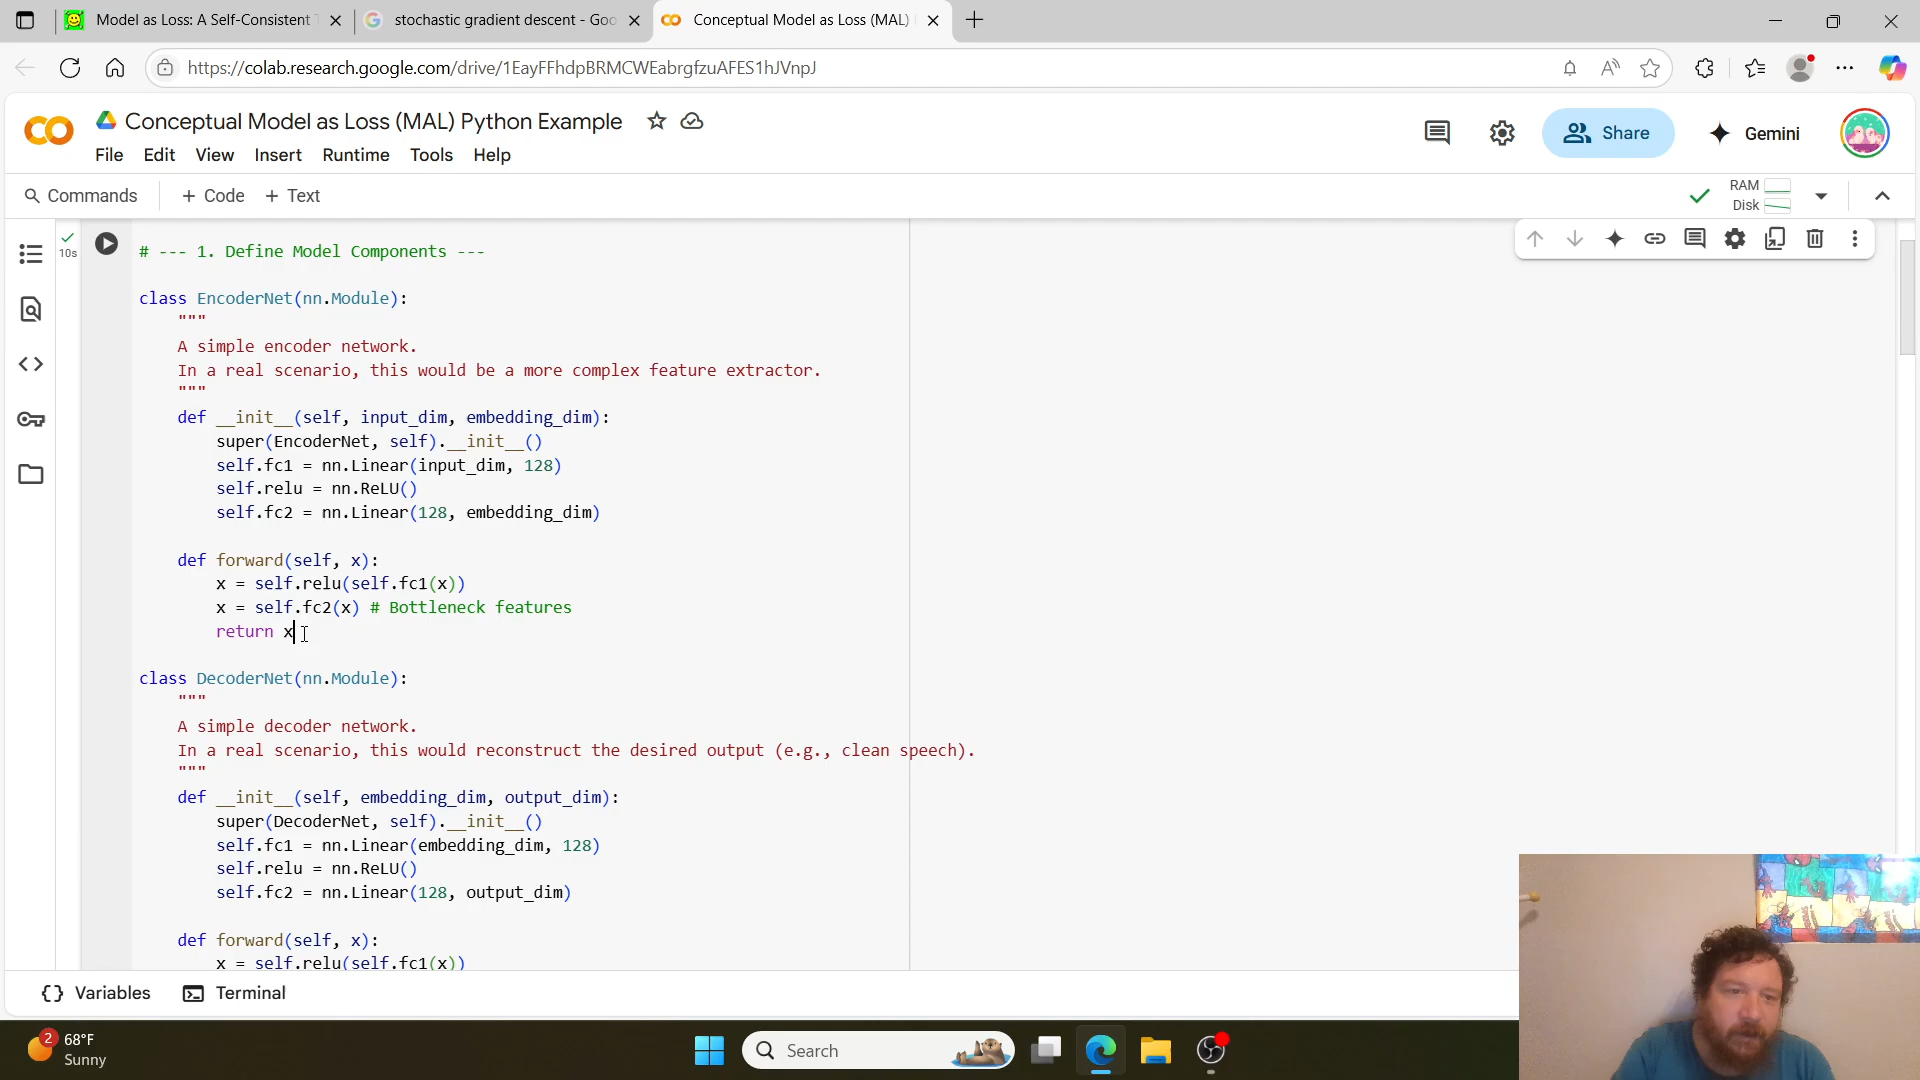 Model as Loss: A Self-Consistent T
stochastic gradient descent - Goo
Conceptual Model as Loss (MAL)
https://colab.research.google.com/drive/1EayFFhdpBRMCWEabrgfzuAFES1hJVnpJ
Conceptual Model as Loss (MAL) Python Example
File Edit View Insert Runtime Tools Help
Share
Gemini
Commands
+ Code + Text
RAM
Disk
10s
# --- 1. Define Model Components ---
class EncoderNet(nn.Module):
"""
A simple encoder network.
In a real scenario, this would be a more complex feature extractor.
"""
def __init__(self, input_dim, embedding_dim):
super(EncoderNet, self).__init__()
self.fc1 = nn.Linear(input_dim, 128)
self.relu = nn.ReLU()
self.fc2 = nn.Linear(128, embedding_dim)
def forward(self, x):
x = self.relu(self.fc1(x))
x = self.fc2(x) # Bottleneck features
return x
class DecoderNet(nn.Module):
"""
A simple decoder network.
In a real scenario, this would reconstruct the desired output (e.g., clean speech).
"""
def __init__(self, embedding_dim, output_dim):
super(DecoderNet, self).__init__()
self.fc1 = nn.Linear(embedding_dim, 128)
self.relu = nn.ReLU()
self.fc2 = nn.Linear(128, output_dim)
def forward(self, x):
x = self.relu(self.fc1(x))
{} Variables
Terminal
2
68°F
Sunny
Search